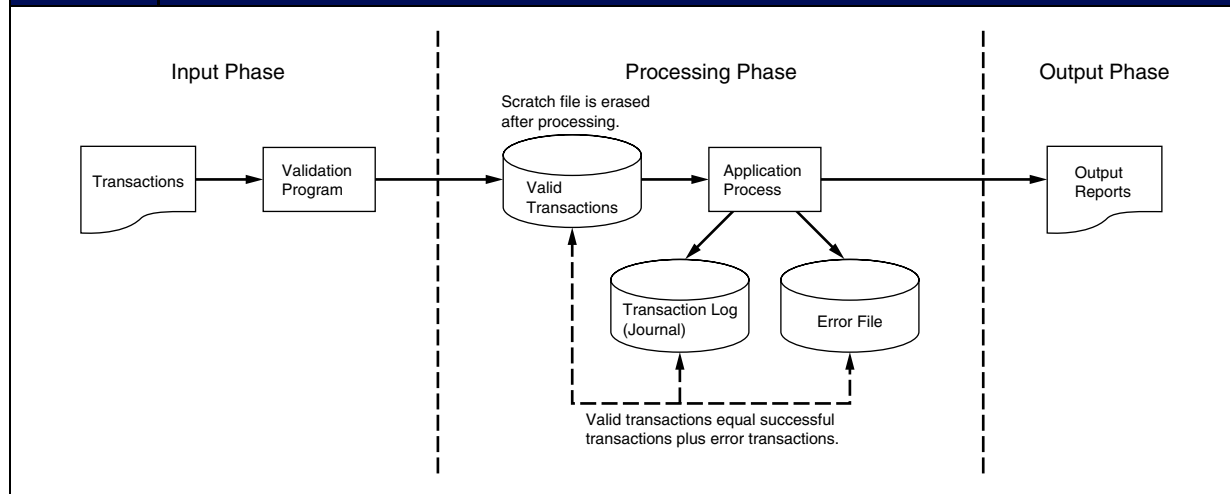 Input Phase
Processing Phase
Output Phase
Scratch file is erased
after processing.
Transactions
Validation
Program
Valid
Transactions
Application
Process
Output
Reports
Transaction Log
(Journal)
Error File
Valid transactions equal successful
transactions plus error transactions.